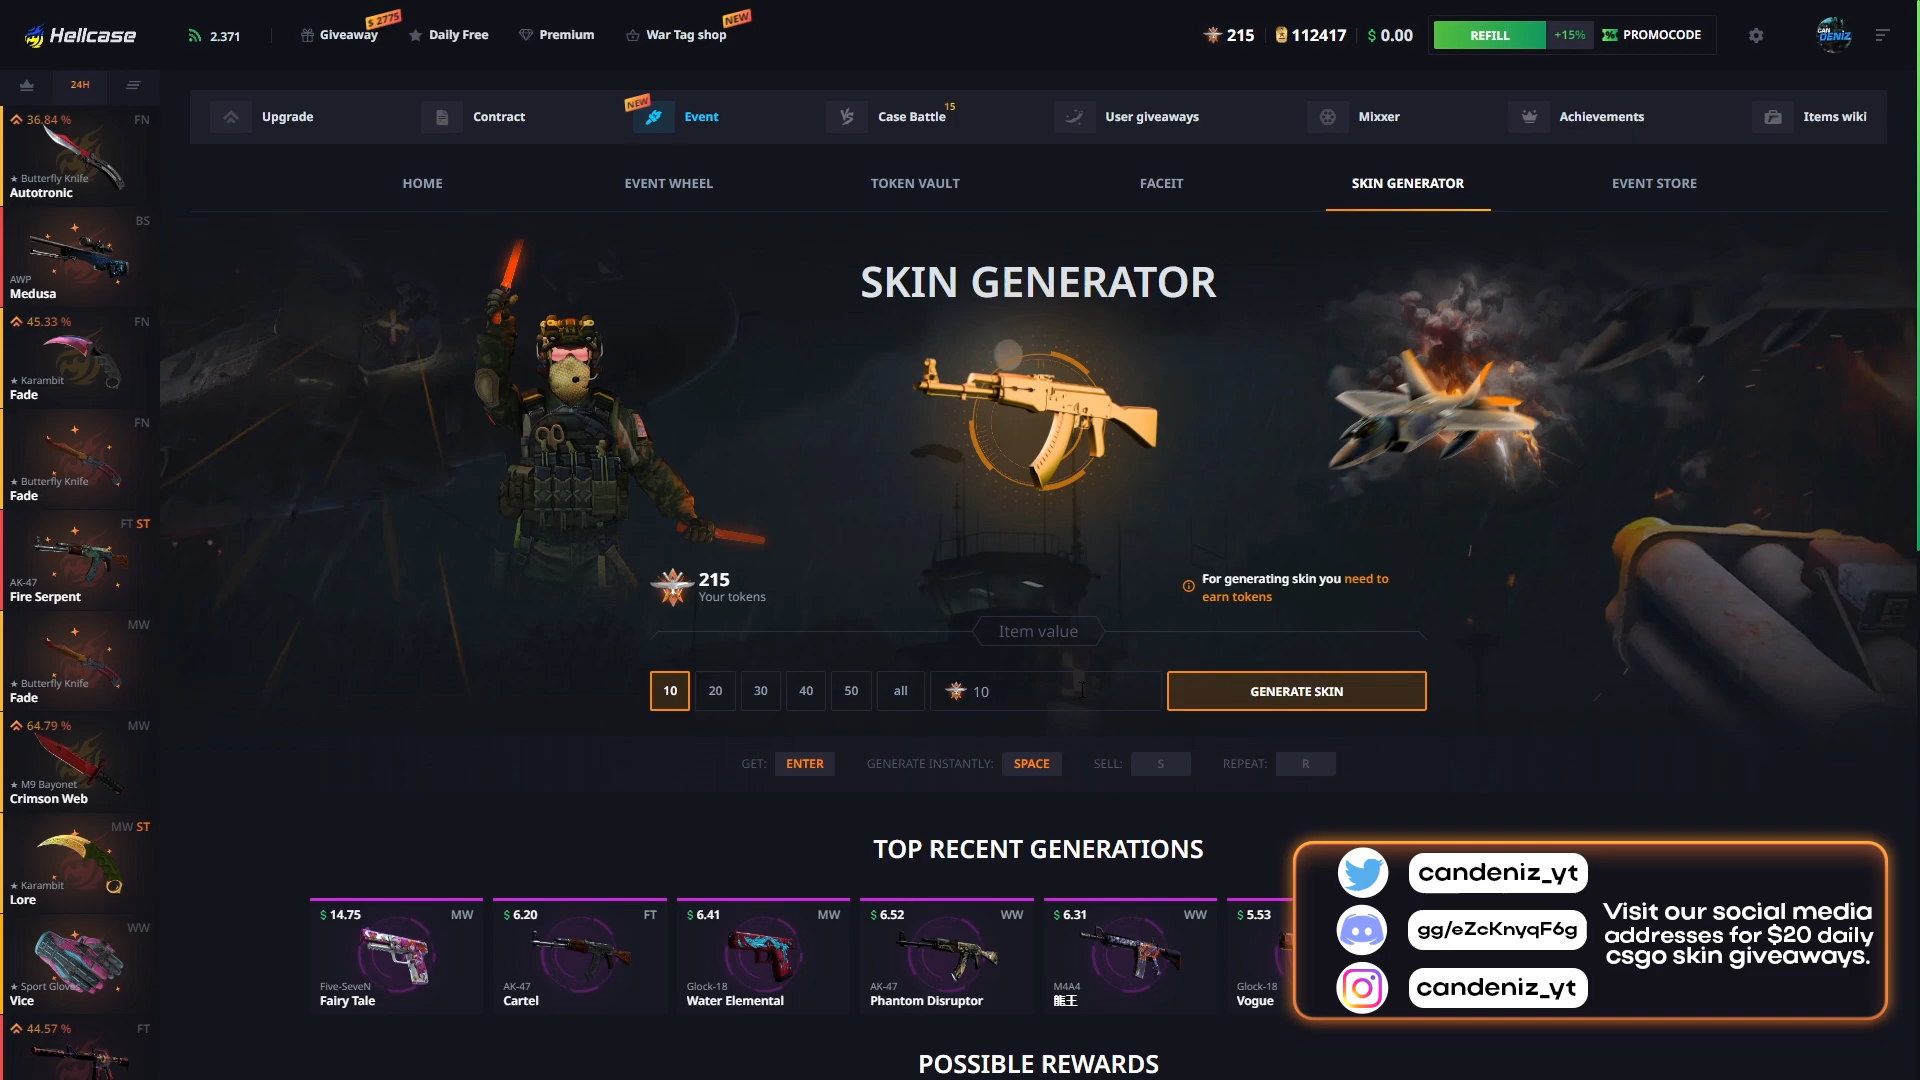 Hellcase
2.371
Giveaway
$ 2775
Daily Free
Premium
War Tag shop
NEW
215
112417
$ 0.00
REFILL
+15%
PROMOCODE
CAN DENIZ
24H
Upgrade
Contract
NEW
Event
Case Battle
15
User giveaways
Mixxer
Achievements
Items wiki
HOME
EVENT WHEEL
TOKEN VAULT
FACEIT
SKIN GENERATOR
EVENT STORE
36.84 %
FN
★ Butterfly Knife
Autotronic
BS
AWP
Medusa
45.33 %
FN
★ Karambit
Fade
FN
★ Butterfly Knife
Fade
FT ST
AK-47
Fire Serpent
MW
★ Butterfly Knife
Fade
64.79 %
MW
★ M9 Bayonet
Crimson Web
MW ST
★ Karambit
Lore
WW
★ Sport Gloves
Vice
44.57 %
FT
SKIN GENERATOR
215
Your tokens
For generating skin you need to
earn tokens
Item value
10
20
30
40
50
all
10
GENERATE SKIN
GET: ENTER
GENERATE INSTANTLY: SPACE
SELL: S
REPEAT: R
TOP RECENT GENERATIONS
$ 14.75
MW
Five-SeveN
Fairy Tale
$ 6.20
FT
AK-47
Cartel
$ 6.41
MW
Glock-18
Water Elemental
$ 6.52
WW
AK-47
Phantom Disruptor
$ 6.31
WW
M4A4
龍王
$ 5.53
Glock-18
Vogue
candeniz_yt
gg/eZcKnyqF6g
candeniz_yt
Visit our social media
addresses for $20 daily
csgo skin giveaways.
POSSIBLE REWARDS